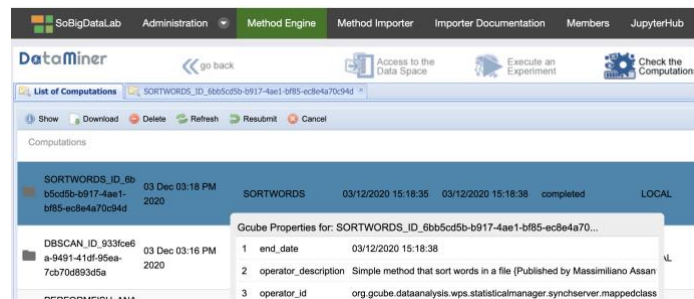 SoBigDataLab Administration Method Engine Method Importer Importer Documentation Members JupyterHub
DataMiner go back Access to the Data Space Execute an Experiment Check the Computation
List of Computations SORTWORDS_ID_6bb5cd5b-b917-4ae1-bf85-ec8e4a70c94d
Show Download Delete Refresh Resubmit Cancel
Computations
SORTWORDS_ID_6b
b5cd5b-b917-4ae1-
bf85-ec8e4a70c94d
03 Dec 03:18 PM
2020
SORTWORDS 03/12/2020 15:18:35 03/12/2020 15:18:38 completed LOCAL
Gcube Properties for: SORTWORDS_ID_6bb5cd5b-b917-4ae1-bf85-ec8e4a70...
DBSCAN_ID_933fce6
a-9491-41df-95ea-
7cb70d893d5a
03 Dec 03:16 PM
2020
1 end_date 03/12/2020 15:18:38
2 operator_description Simple method that sort words in a file {Published by Massimiliano Assan
3 operator_id org.gcube.dataanalysis.wps.statisticalmanager.synchserver.mappedclass